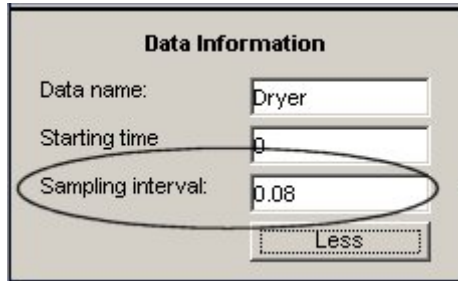 Data Information
Data name: Dryer
Starting time 0
Sampling interval: 0.08
Less